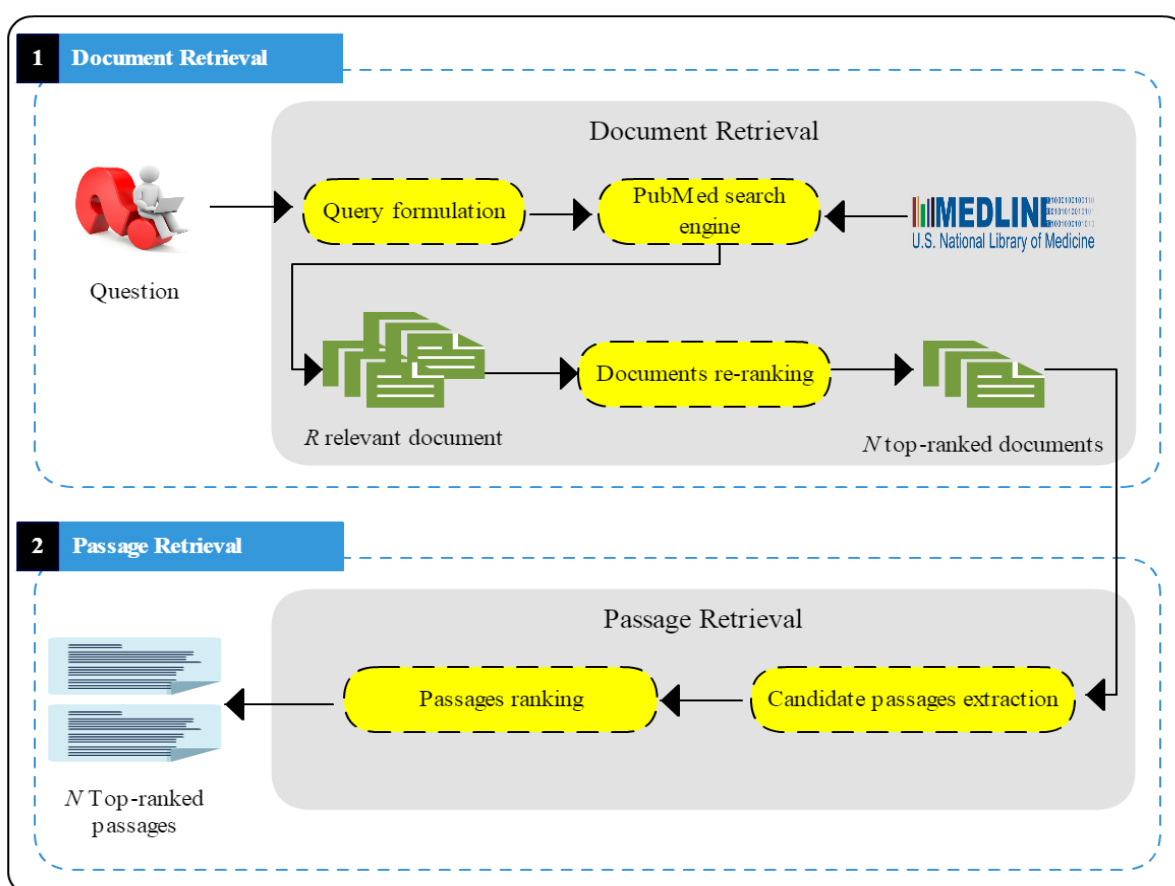 1 Document Retrieval
Document Retrieval
Question
Query formulation
PubMed search
engine
MEDLINE
U.S. National Library of Medicine
R relevant document
Documents re-ranking
N top-ranked documents
2 Passage Retrieval
Passage Retrieval
Candidate passages extraction
Passages ranking
N Top-ranked
passages